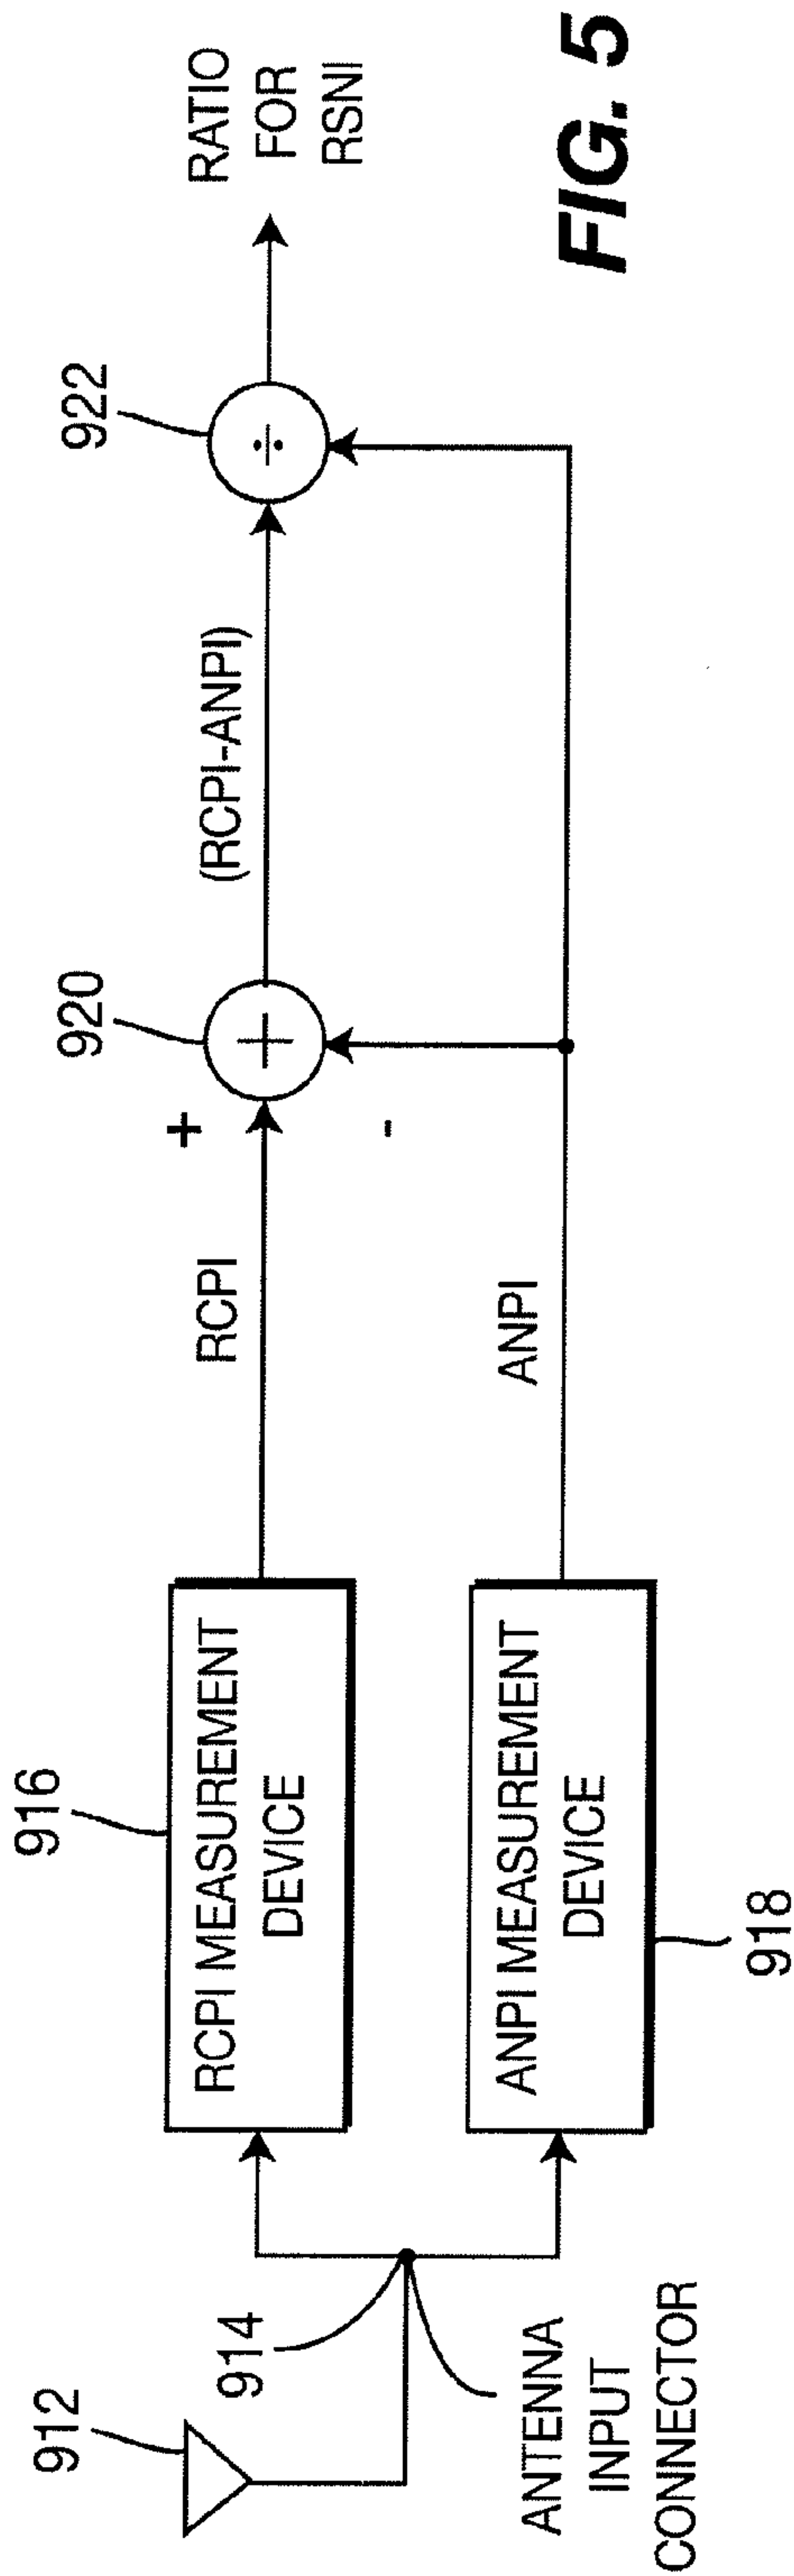 912
914
ANTENNA
INPUT
CONNECTOR
916
RCPI MEASUREMENT
DEVICE
ANPI MEASUREMENT
DEVICE
918
RCPI
ANPI
+
-
920
+
(RCPI-ANPI)
922
÷
RATIO
FOR
RSNI
FIG. 5